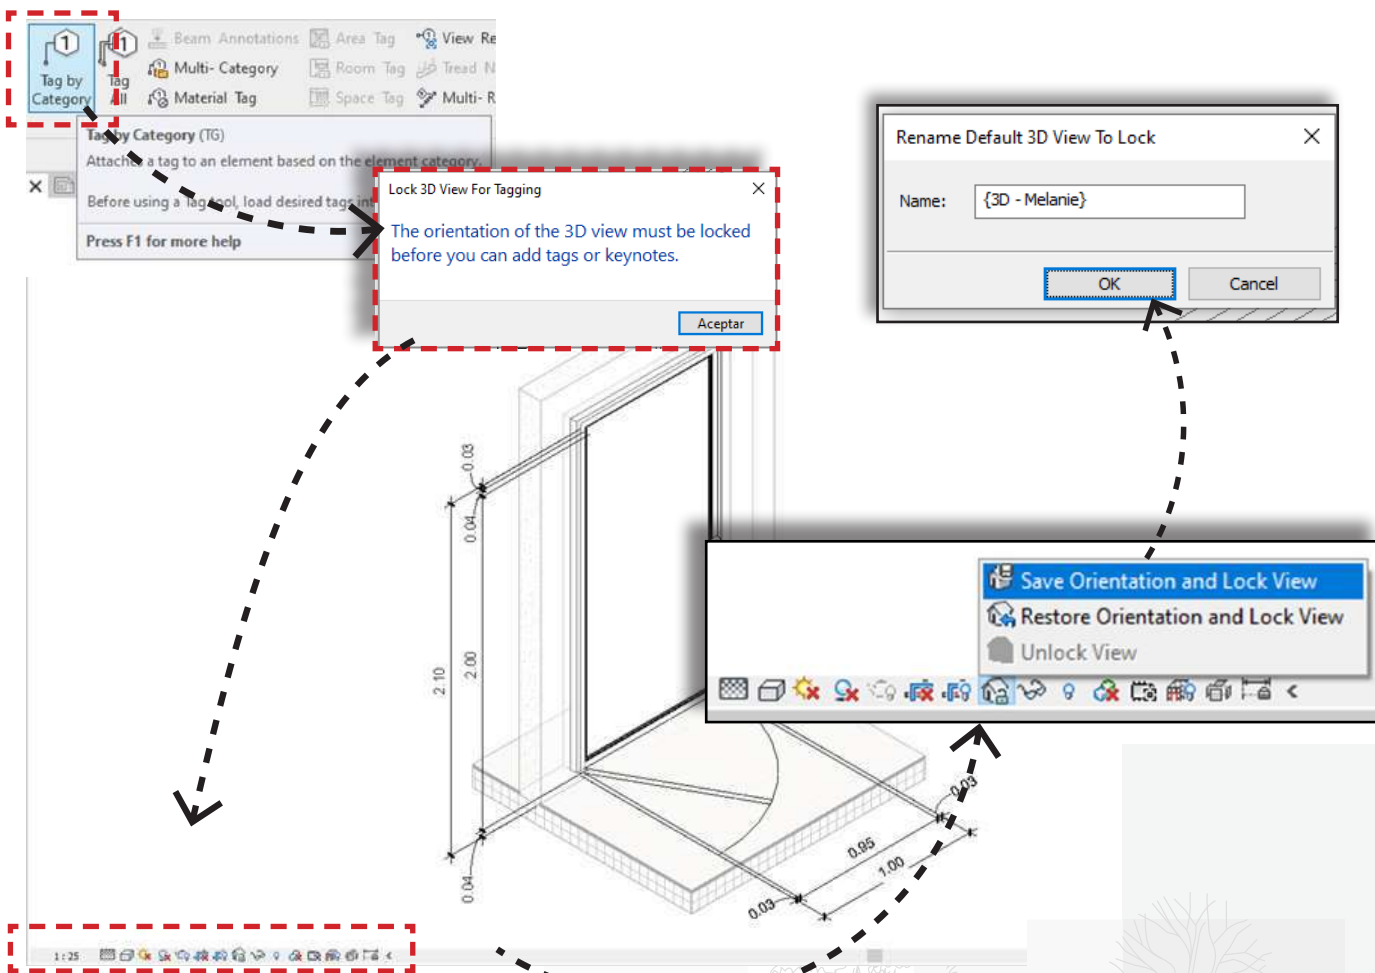 1
1
Tag by
Category
Tag
All
Beam Annotations
Multi- Category
Material Tag
Area Tag
Room Tag
Space Tag
View Re
Tread N
Multi- R
Tag by Category (TG)
Attaches a tag to an element based on the element category.
Before using a Tag tool, load desired tags int
Press F1 for more help
Lock 3D View For Tagging
The orientation of the 3D view must be locked
before you can add tags or keynotes.
Aceptar
Rename Default 3D View To Lock
Name:
{3D - Melanie}
OK
Cancel
0.03
0.04
2.10
2.00
0.04
Save Orientation and Lock View
Restore Orientation and Lock View
Unlock View
0.03
0.95
1.00
0.03
1:25